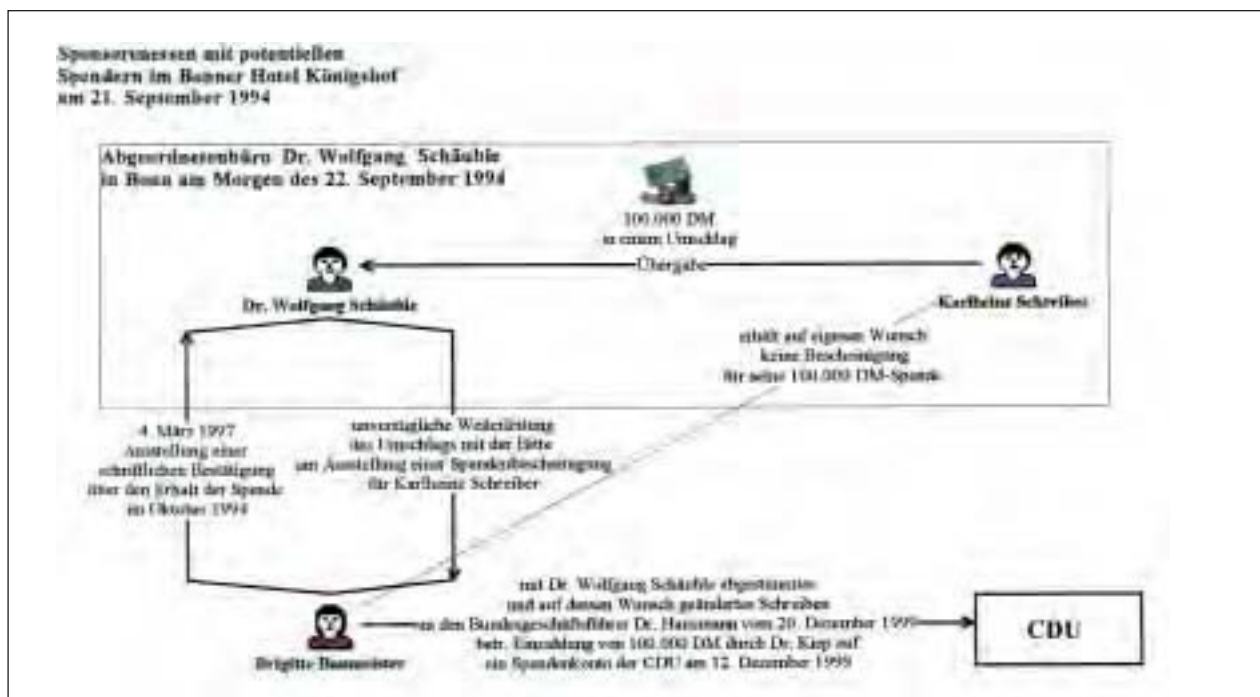 Sponsorenessen mit potentiellen
Spendern im Bonner Hotel Königshof
am 21. September 1994
Abgeordnetenbüro Dr. Wolfgang Schäuble
in Bonn am Morgen des 22. September 1994
100.000 DM
in einem Umschlag
Übergabe
Dr. Wolfgang Schäuble
Karlheinz Schreiber
erhält auf eigenen Wunsch
keine Bescheinigung
für seine 100.000 DM-Spende
4. März 1997
Ausstellung einer
schriftlichen Bestätigung
über den Erhalt der Spende
im Oktober 1994
unverzügliche Weiterleitung
des Umschlags mit der Bitte
um Ausstellung einer Spendenbescheinigung
für Karlheinz Schreiber
mit Dr. Wolfgang Schäuble abgestimmtes
und auf dessen Wunsch geändertes Schreiben
an den Bundesgeschäftsführer Dr. Hausmann vom 20. Dezember 1999
betr. Einzahlung von 100.000 DM durch Dr. Kiep auf
ein Spendenkonto der CDU am 12. Dezember
Brigitte Baumeister
CDU